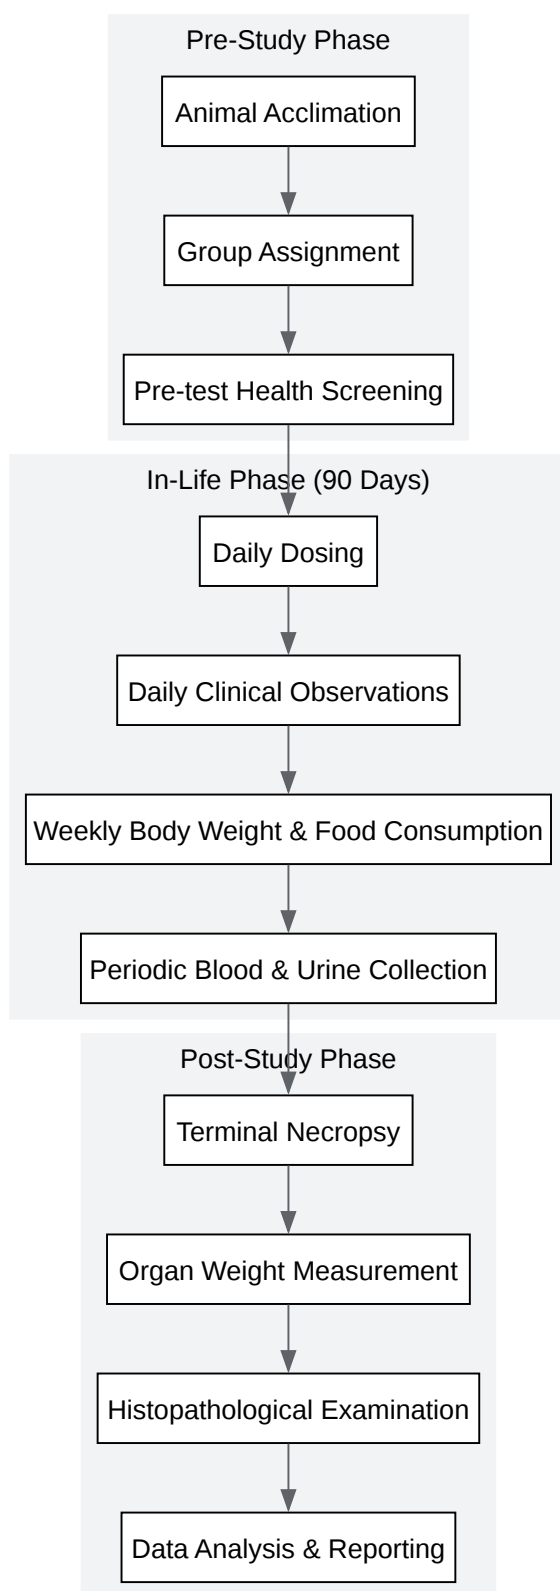 Pre-Study Phase
Animal Acclimation
Group Assignment
Pre-test Health Screening
In-Life Phase (90 Days)
Daily Dosing
Daily Clinical Observations
Weekly Body Weight & Food Consumption
Periodic Blood & Urine Collection
Post-Study Phase
Terminal Necropsy
Organ Weight Measurement
Histopathological Examination
Data Analysis & Reporting